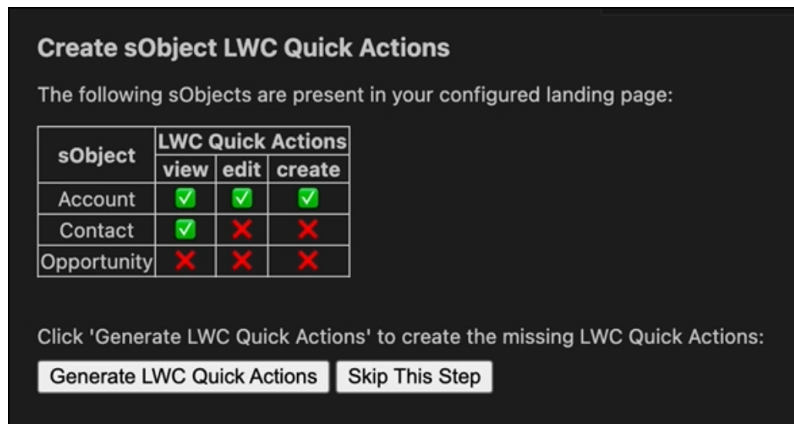 Create sObject LWC Quick Actions
The following sObjects are present in your configured landing page:
sObject LWC Quick Actions
view edit create
Account ✅ ✅ ✅
Contact ✅ ❌ ❌
Opportunity ❌ ❌ ❌
Click 'Generate LWC Quick Actions' to create the missing LWC Quick Actions:
Generate LWC Quick Actions Skip This Step